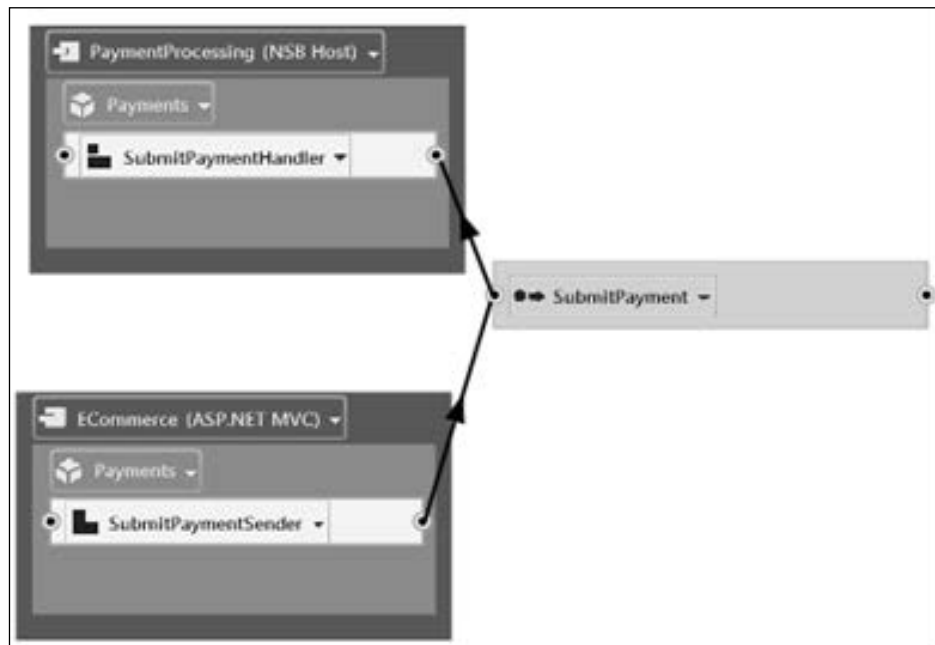 PaymentProcessing (NSB Host)
Payments
SubmitPaymentHandler
SubmitPayment
ECommerce (ASP.NET MVC)
Payments
SubmitPaymentSender